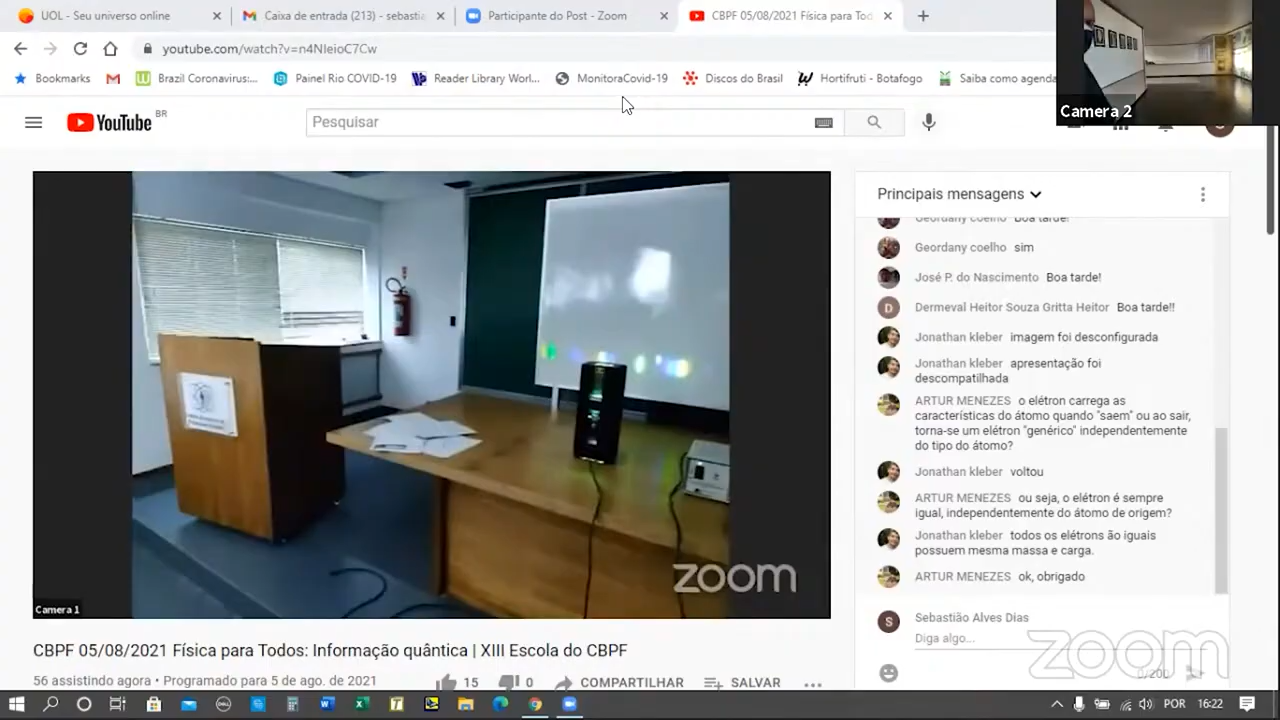 UOL - Seu universo online
Caixa de entrada (213) - sebasti
Participante do Post - Zoom
CBPF 05/08/2021 Física para Tod
youtube.com/watch?v=n4NIeioC7Cw
Bookmarks
Brazil Coronavirus:...
Painel Rio COVID-19
Reader Library Worl...
MonitoraCovid-19
Discos do Brasil
Hortifruti - Botafogo
Saiba como agenda
Camera 2
YouTube BR
Pesquisar
Principais mensagens
Geordany coelho Boa tarde!
Geordany coelho sim
José P. do Nascimento Boa tarde!
Dermeval Heitor Souza Gritta Heitor Boa tarde!!
Jonathan kleber imagem foi desconfigurada
Jonathan kleber apresentação foi
descompatilhada
ARTUR MENEZES o elétron carrega as
características do átomo quando "saem" ou ao sair,
torna-se um elétron "genérico" independentemente
do tipo do átomo?
Jonathan kleber voltou
ARTUR MENEZES ou seja, o elétron é sempre
igual, independentemente do átomo de origem?
Jonathan kleber todos os elétrons ão iguais
possuem mesma massa e carga.
ARTUR MENEZES ok, obrigado
Sebastião Alves Dias
Diga algo...
0/200
zoom
zoom
Camera 1
CBPF 05/08/2021 Física para Todos: Informação quântica | XIII Escola do CBPF
56 assistindo agora • Programado para 5 de ago. de 2021
15
0
COMPARTILHAR
SALVAR
POR
16:22